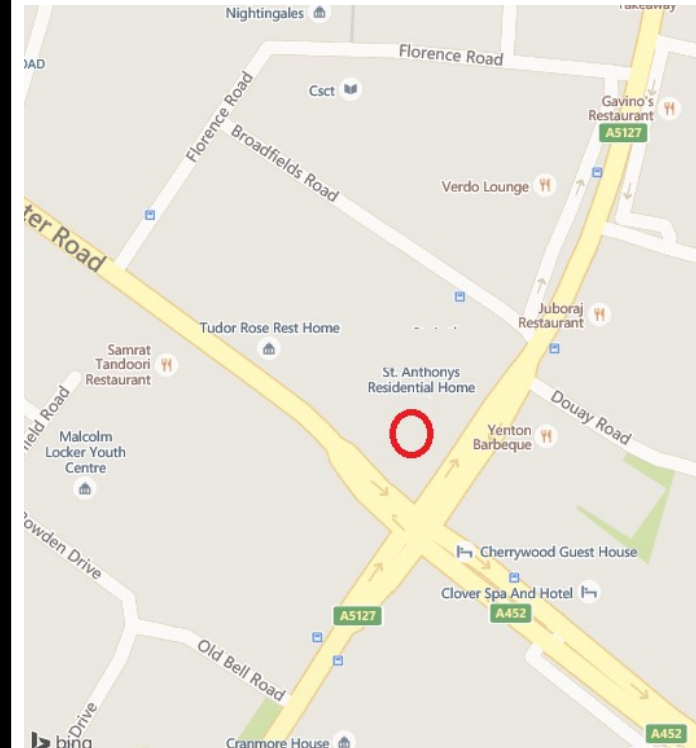 Takeaway
Nightingales
Florence Road
OAD
Csct
Gavino's
Restaurant
A5127
Florence Road
Broadfields Road
Verdo Lounge
ter Road
Juboraj
Restaurant
Tudor Rose Rest Home
Samrat
Tandoori
Restaurant
St. Anthonys
Residential Home
Douay Road
field Road
Yenton
Barbeque
Malcolm
Locker Youth
Centre
Rowden Drive
Cherrywood Guest House
Clover Spa And Hotel
A5127
A452
Old Bell Road
Drive
A452
bing
Cranmore House